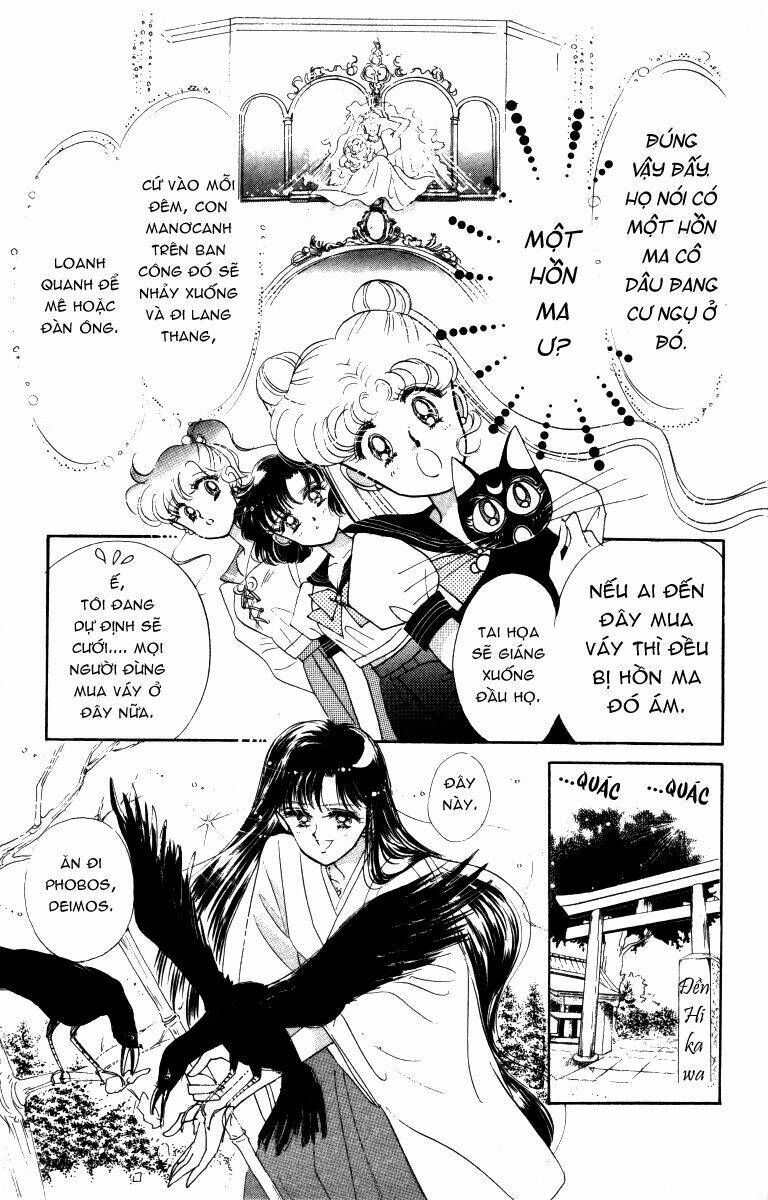 ĐÚNG
VẬY ĐẤY.
HỌ NÓI CÓ
MỘT HỒN
MA CÔ
DÂU ĐANG
CƯ NGỤ Ở
ĐÓ.
MỘT
HỒN
MA
Ư?
CỨ VÀO MỖI
ĐÊM, CON
MANƠCANH
TRÊN BAN
CÔNG ĐÓ SẼ
NHẢY XUỐNG
VÀ ĐI LANG
THANG,
LOANH
QUANH ĐỂ
MÊ HOẶC
ĐÀN ÔNG.
NẾU AI ĐẾN
ĐÂY MUA
VÁY THÌ ĐỀU
BỊ HỒN MA
ĐÓ ÁM.
TAI HỌA
SẼ GIÁNG
XUỐNG
ĐẦU HỌ.
Ế,
TÔI ĐANG
DỰ ĐỊNH SẼ
CƯỚI.... MỌI
NGƯỜI ĐỪNG
MUA VÁY Ở
ĐÂY NỮA.
...QUÁC
...QUÁC
Đền
Hi
ka
wa
ĐÂY
NÀY.
ĂN ĐI
PHOBOS,
DEIMOS.